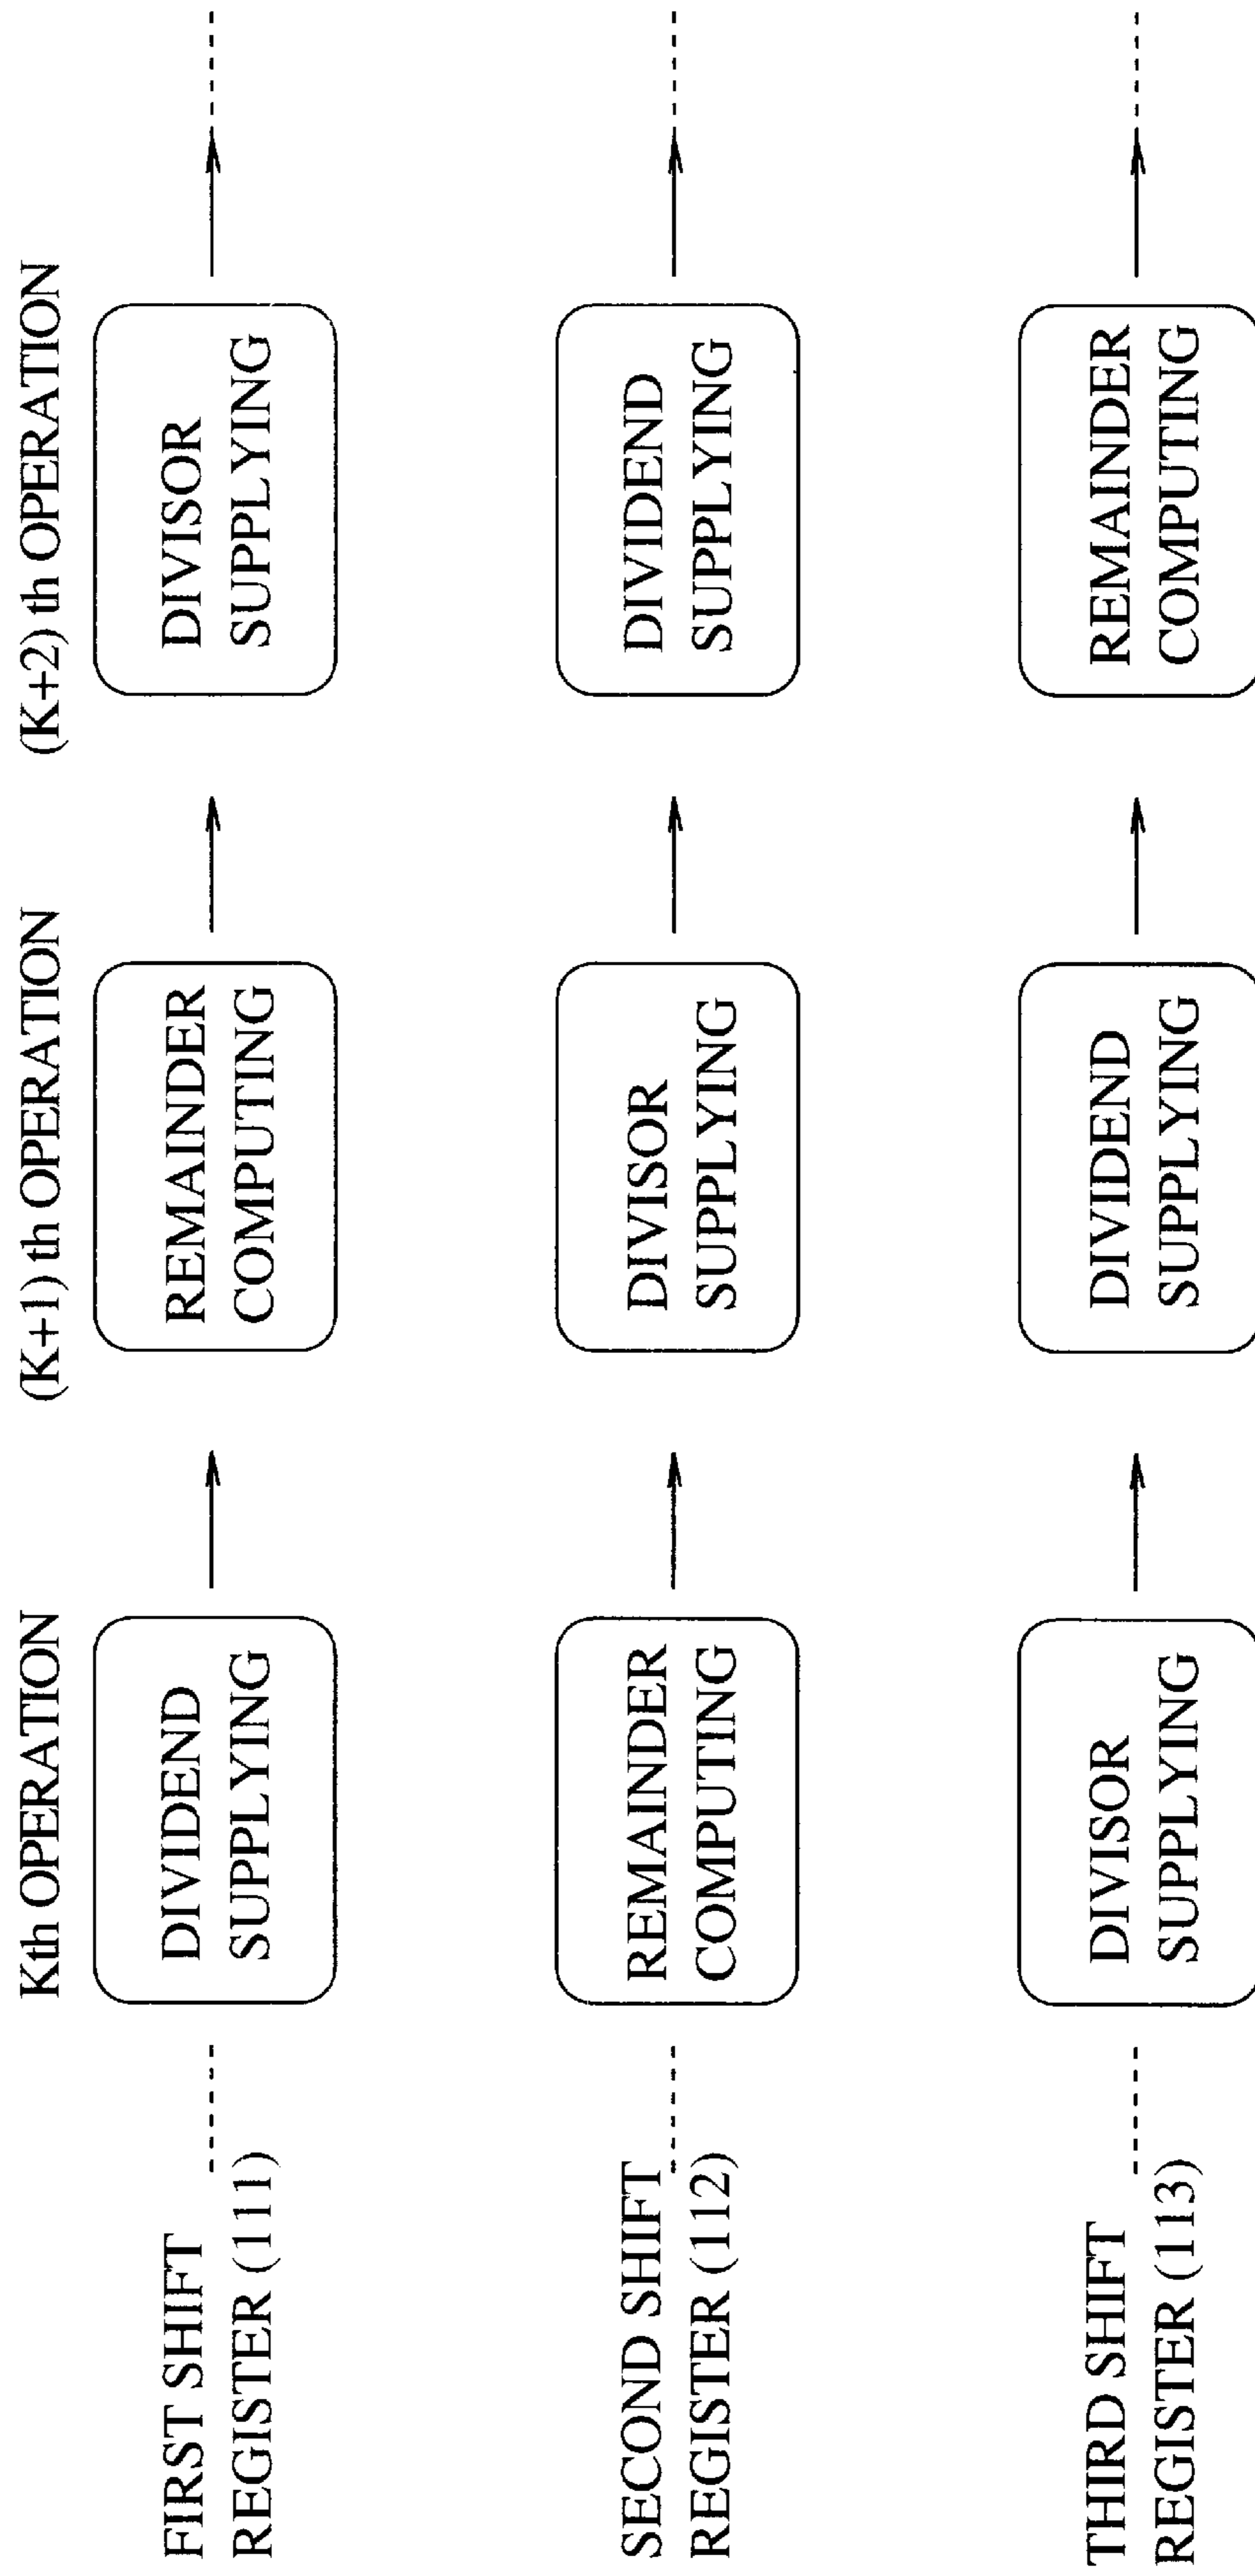 Kth OPERATION
(K+1) th OPERATION
(K+2) th OPERATION
FIRST SHIFT
REGISTER (111)
DIVIDEND
SUPPLYING
REMAINDER
COMPUTING
DIVISOR
SUPPLYING
SECOND SHIFT
REGISTER (112)
REMAINDER
COMPUTING
DIVISOR
SUPPLYING
DIVIDEND
SUPPLYING
THIRD SHIFT
REGISTER (113)
DIVISOR
SUPPLYING
DIVIDEND
SUPPLYING
REMAINDER
COMPUTING